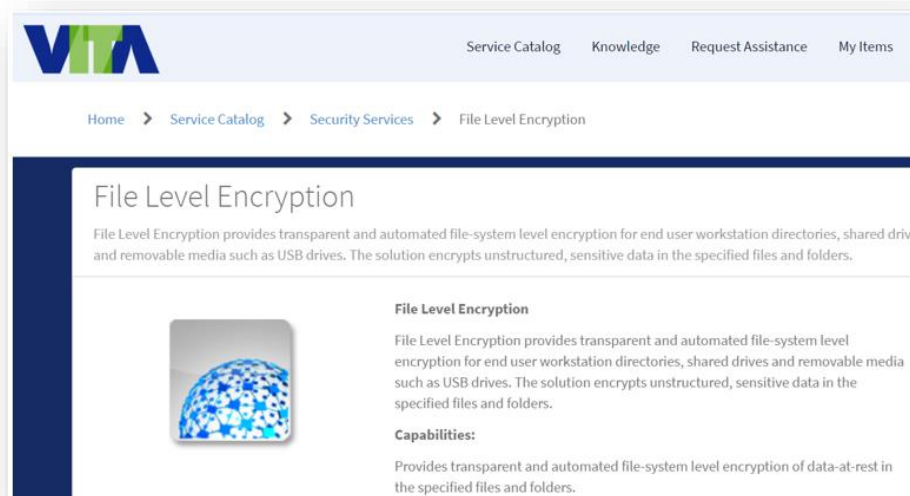 VITA
Service Catalog Knowledge Request Assistance My Items
Home Service Catalog Security Services File Level Encryption
File Level Encryption
File Level Encryption provides transparent and automated file-system level encryption for end user workstation directories, shared
and removable media such as USB drives. The solution encrypts unstructured, sensitive data in the specified files and folders.
File Level Encryption
File Level Encryption provides transparent and automated file-system level
encryption for end user workstation directories, shared drives and removable media
such as USB drives. The solution encrypts unstructured, sensitive data in the
specified files and folders.
Capabilities:
Provides transparent and automated file-system level encryption of data-at-rest in
the specified files and folders.